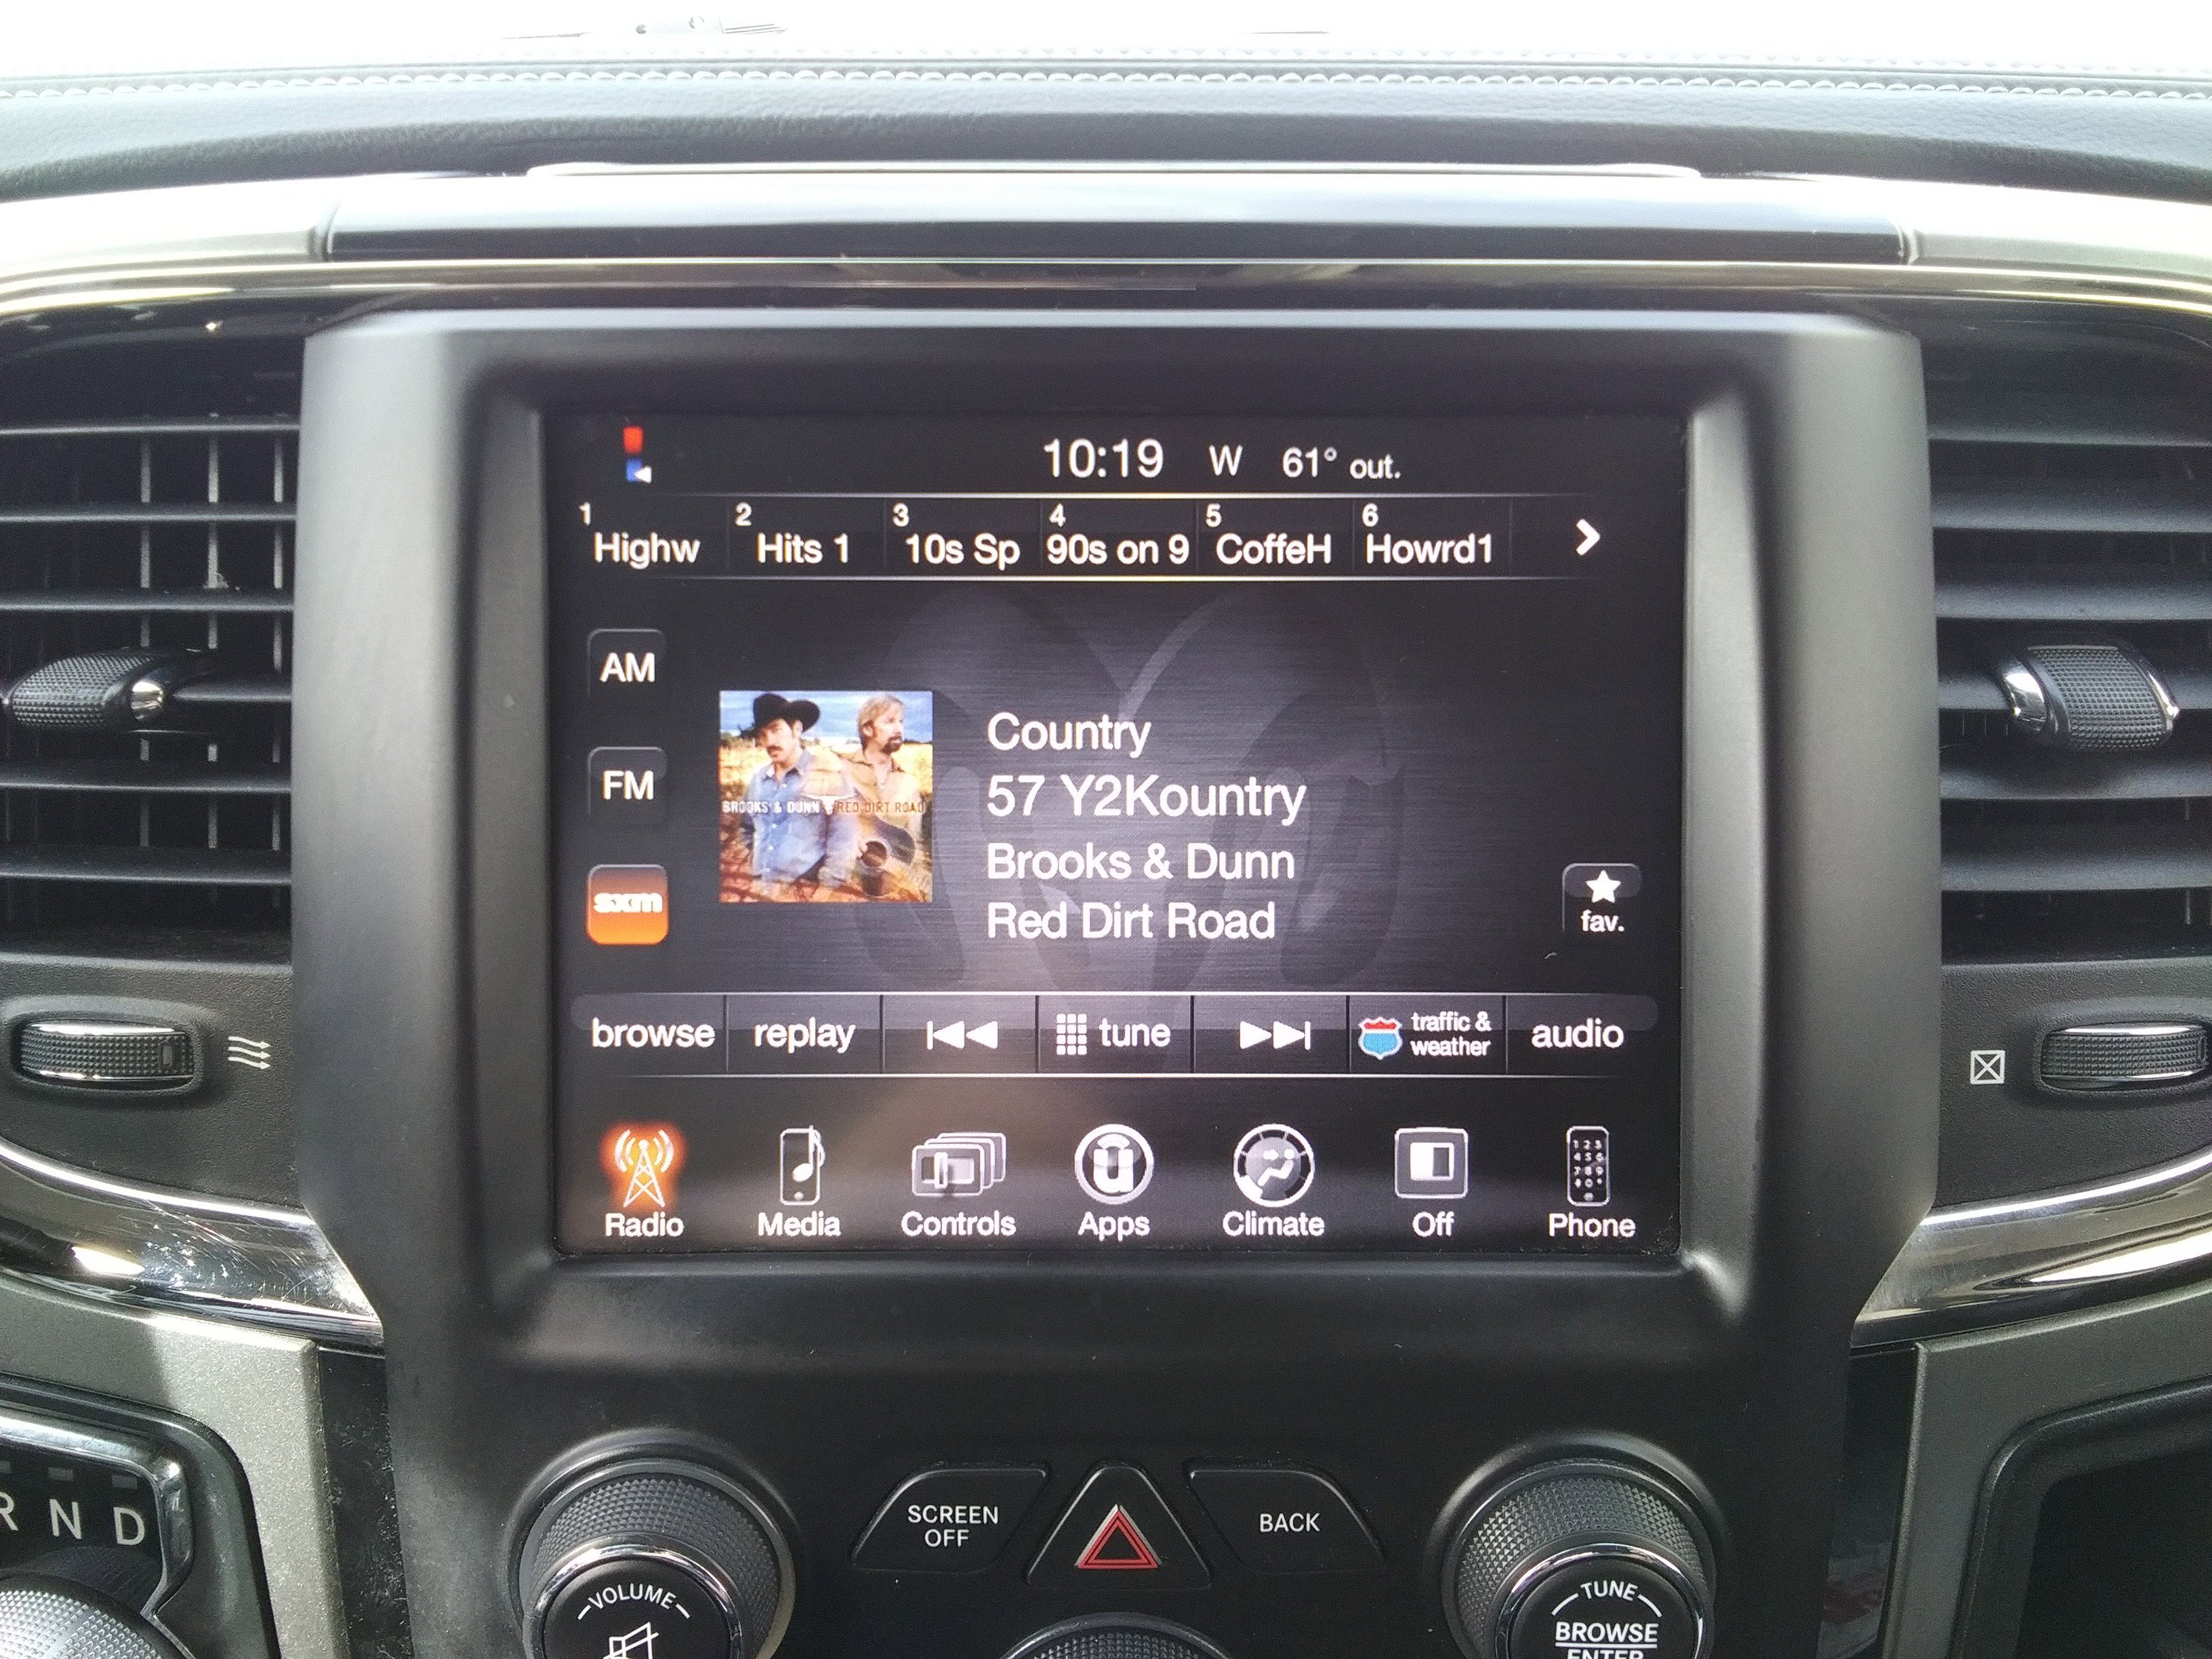 10:19 W 61° out.
1 Highw
2 Hits 1
3 10s Sp
4 90s on 9
5 CoffeH
6 Howrd1
AM
FM
sxm
BROOKS & DUNN RED DIRT ROAD
Country
57 Y2Kountry
Brooks & Dunn
Red Dirt Road
fav.
browse
replay
tune
traffic &
weather
audio
Radio
Media
Controls
Apps
Climate
Off
Phone
R N D
SCREEN
OFF
BACK
VOLUME
TUNE
BROWSE
ENTER